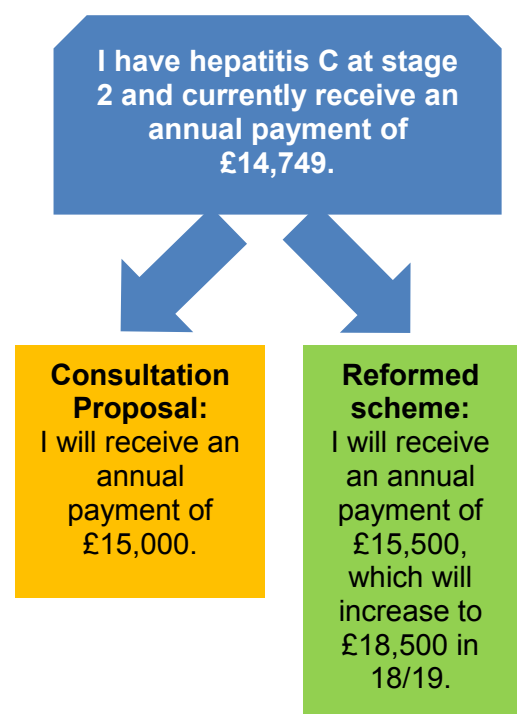 I have hepatitis C at stage
2 and currently receive an
annual payment of
£14,749.
Consultation
Proposal:
I will receive an
annual
payment of
£15,000.
Reformed
scheme:
I will receive
an annual
payment of
£15,500,
which will
increase to
£18,500 in
18/19.